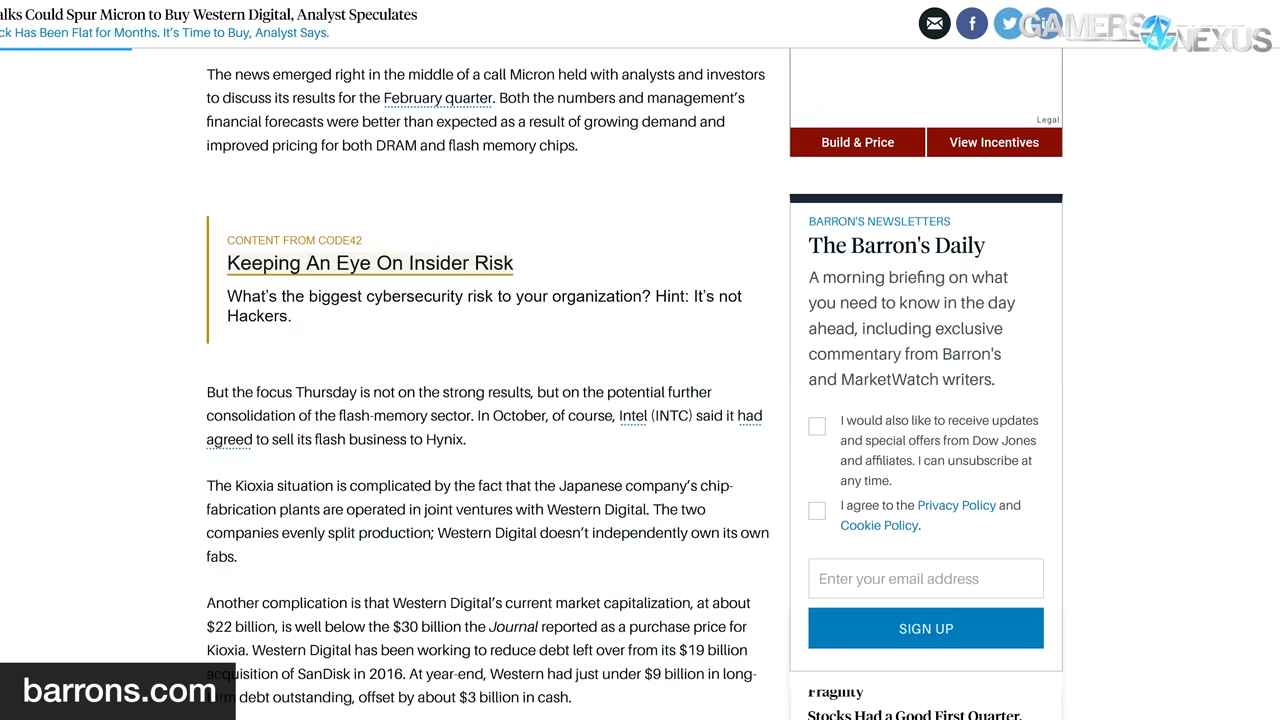 alks Could Spur Micron to Buy Western Digital, Analyst Speculates
ck Has Been Flat for Months. It's Time to Buy, Analyst Says.
GAMERS NEXUS
The news emerged right in the middle of a call Micron held with analysts and investors
to discuss its results for the February quarter. Both the numbers and management's
financial forecasts were better than expected as a result of growing demand and
improved pricing for both DRAM and flash memory chips.
CONTENT FROM CODE42
Keeping An Eye On Insider Risk
What's the biggest cybersecurity risk to your organization? Hint: It's not
Hackers.
But the focus Thursday is not on the strong results, but on the potential further
consolidation of the flash-memory sector. In October, of course, Intel (INTC) said it had
agreed to sell its flash business to Hynix.
The Kioxia situation is complicated by the fact that the Japanese company's chip-
fabrication plants are operated in joint ventures with Western Digital. The two
companies evenly split production; Western Digital doesn't independently own its own
fabs.
Another complication is that Western Digital's current market capitalization, at about
$22 billion, is well below the $30 billion the Journal reported as a purchase price for
Kioxia. Western Digital has been working to reduce debt left over from its $19 billion
acquisition of SanDisk in 2016. At year-end, Western had just under $9 billion in long-
term debt outstanding, offset by about $3 billion in cash.
barrons.com
Legal
Build & Price
View Incentives
BARRON'S NEWSLETTERS
The Barron's Daily
A morning briefing on what
you need to know in the day
ahead, including exclusive
commentary from Barron's
and MarketWatch writers.
I would also like to receive updates
and special offers from Dow Jones
and affiliates. I can unsubscribe at
any time.
I agree to the Privacy Policy and
Cookie Policy.
Enter your email address
SIGN UP
Fragility
Stocks Had a Good First Quarter.